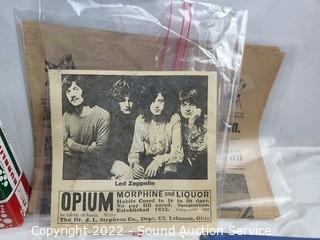 Led Zeppelin
OPIUM
MORPHINE AND LIQUOR
Habits Cured in 10 to 20 days.
No pay till cured. Sanatorium
Established 1875.
The Dr. J. L. Stephens Co., Dept. Y5, Lebanon, Ohio
Copyright 2022 - Sound Auction Service